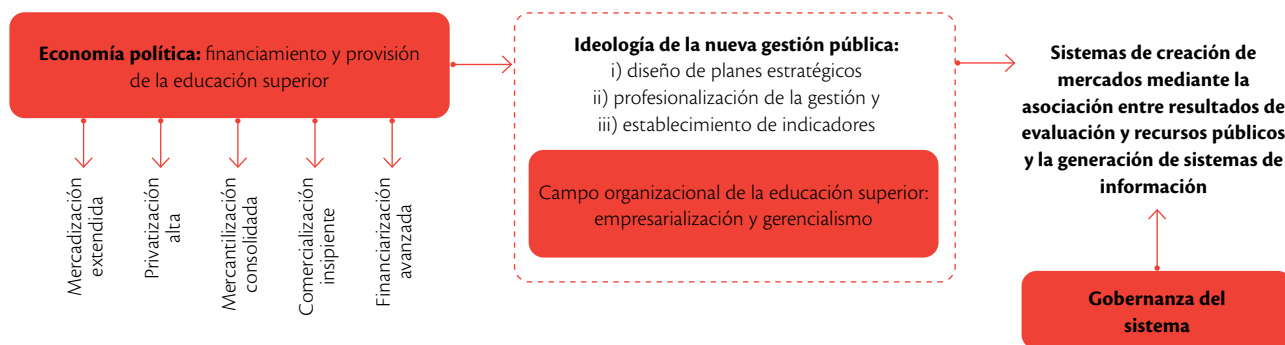 Economía política: financiamiento y provisión
de la educación superior
Mercadización
extendida
Privatización
alta
Mercantilización
consolidada
Comercialización
insipiente
Financiarización
avanzada
Ideología de la nueva gestión pública:
i) diseño de planes estratégicos
ii) profesionalización de la gestión y
iii) establecimiento de indicadores
Campo organizacional de la educación superior:
empresarialización y gerencialismo
Sistemas de creación de
mercados mediante la
asociación entre resultados de
evaluación y recursos públicos
y la generación de sistemas de
información
Gobernanza del
sistema